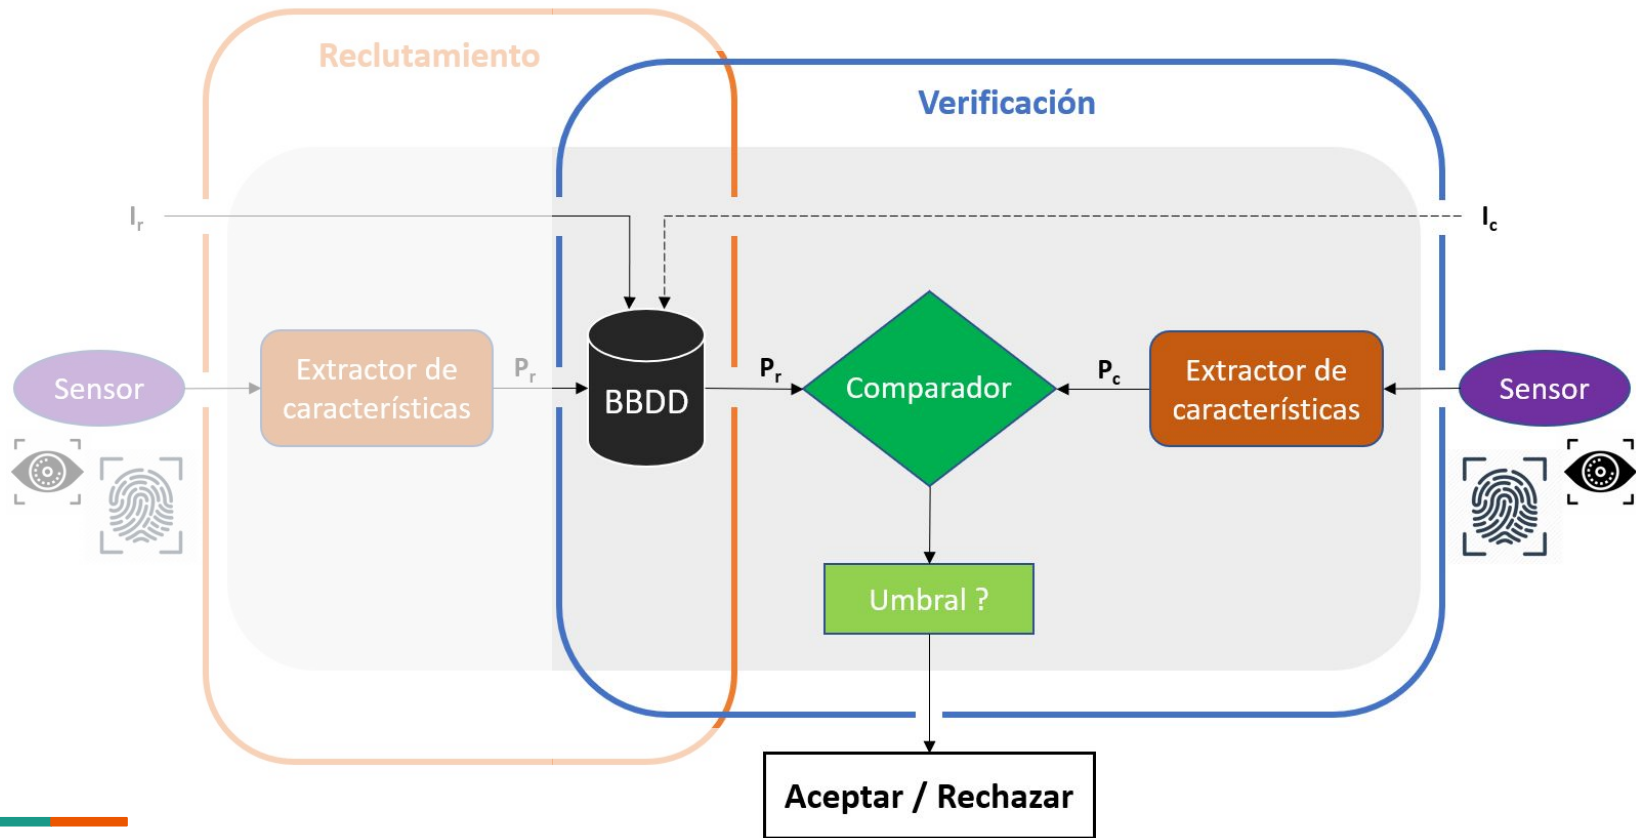 Reclutamiento
Verificación
Ir
Ic
Sensor
Extractor de
características
Pr
BBDD
Pr
Comparador
Pc
Extractor de
características
Sensor
Umbral ?
Aceptar / Rechazar